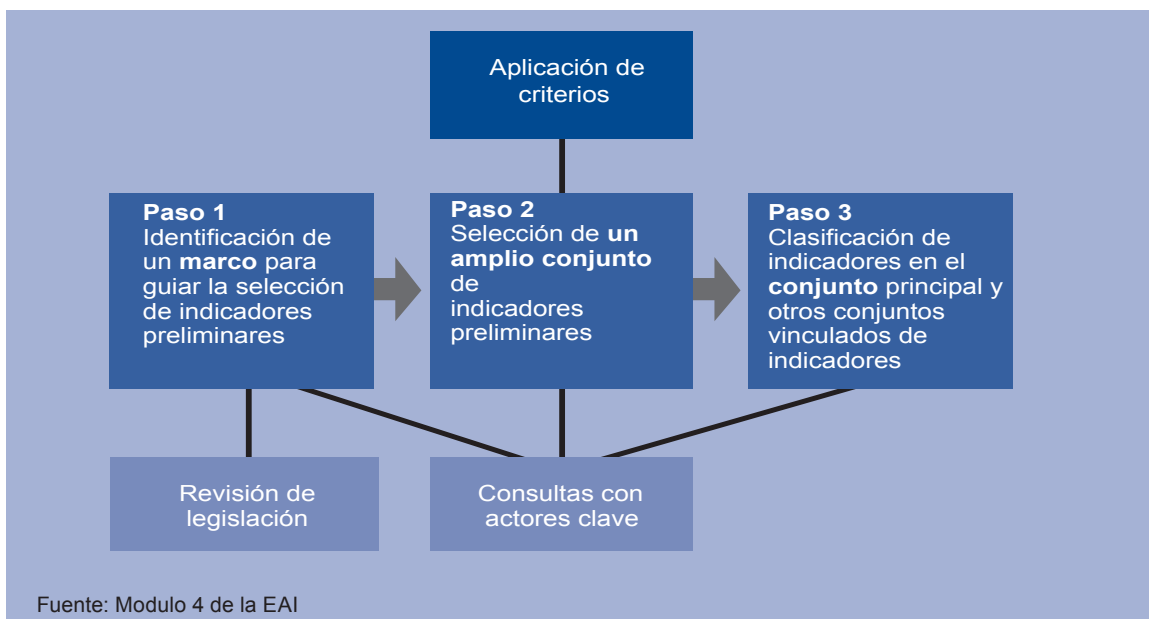 Aplicación de
criterios
Paso 1
Identificación de
un marco para
guiar la selección
de indicadores
preliminares
Paso 2
Selección de un
amplio conjunto
de
indicadores
preliminares
Paso 3
Clasificación de
indicadores en el
conjunto principal y
otros conjuntos
vinculados de
indicadores
Revisión de
legislación
Consultas con
actores clave
Fuente: Modulo 4 de la EAI